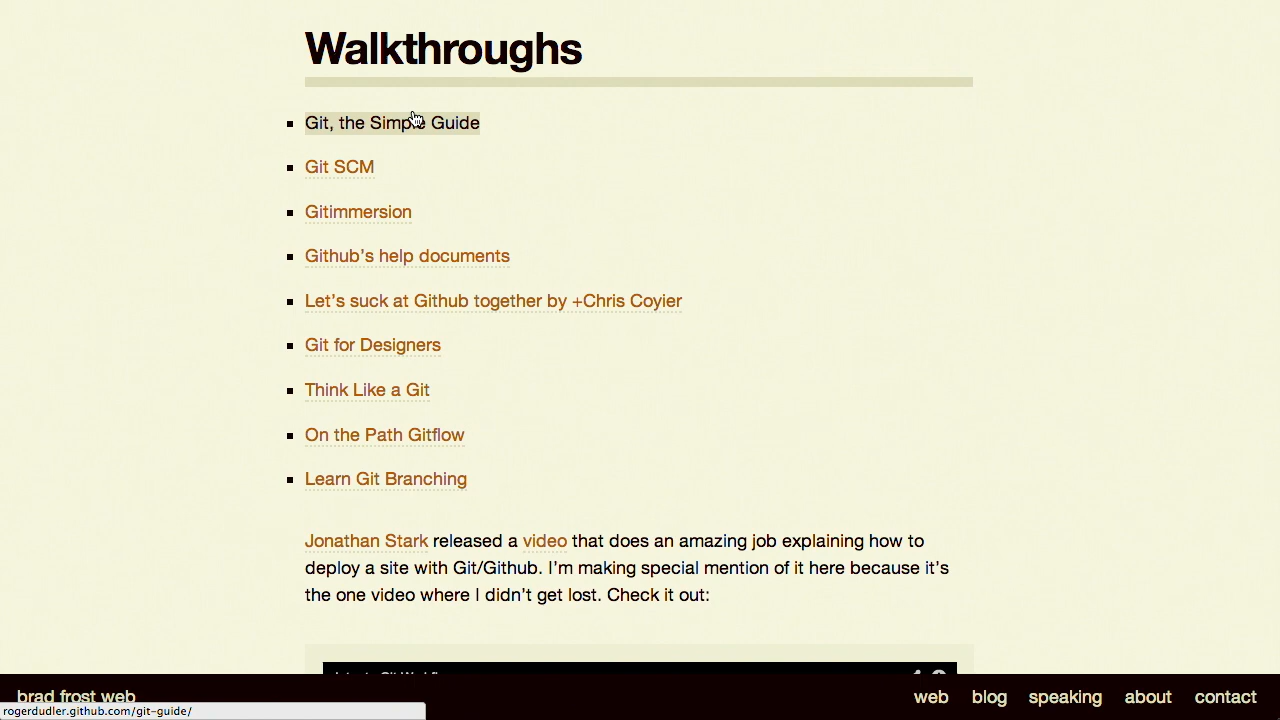 Walkthroughs
Git, the Simple Guide
Git SCM
Gitimmersion
Github’s help documents
Let’s suck at Github together by +Chris Coyier
Git for Designers
Think Like a Git
On the Path Gitflow
Learn Git Branching
Jonathan Stark released a video that does an amazing job explaining how to
deploy a site with Git/Github. I’m making special mention of it here because it’s
the one video where I didn’t get lost. Check it out:
brad frost web
web blog speaking about contact
rogerdudler.github.com/git-guide/